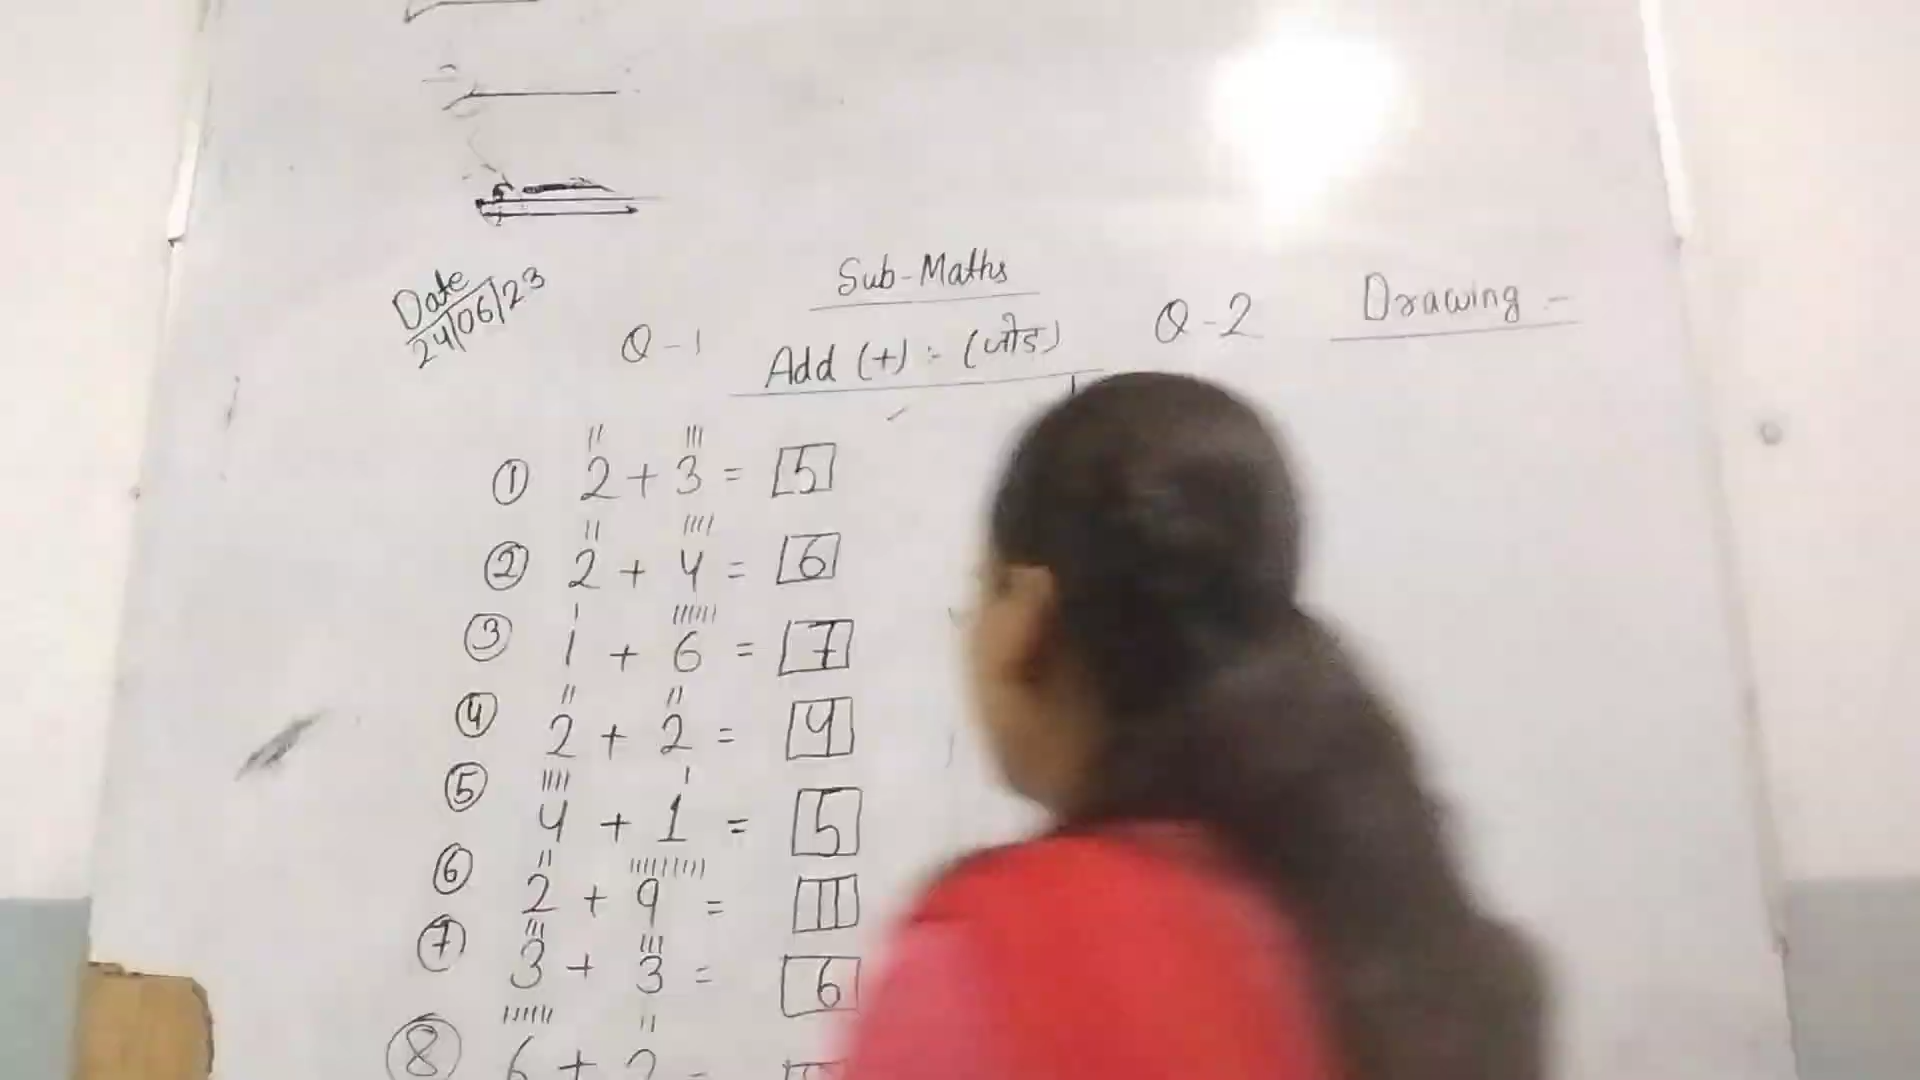 Sub-Maths
Date
24/06/23
Q-1 Add (+) :- (जोड)
① 2 + 3 = 5
② 2 + 4 = 6
③ 1 + 6 = 7
④ 2 + 2 = 4
⑤ 4 + 1 = 5
⑥ 2 + 9 = 11
⑦ 3 + 3 = 6
⑧ 6 + 2 =
Q-2 Drawing :-